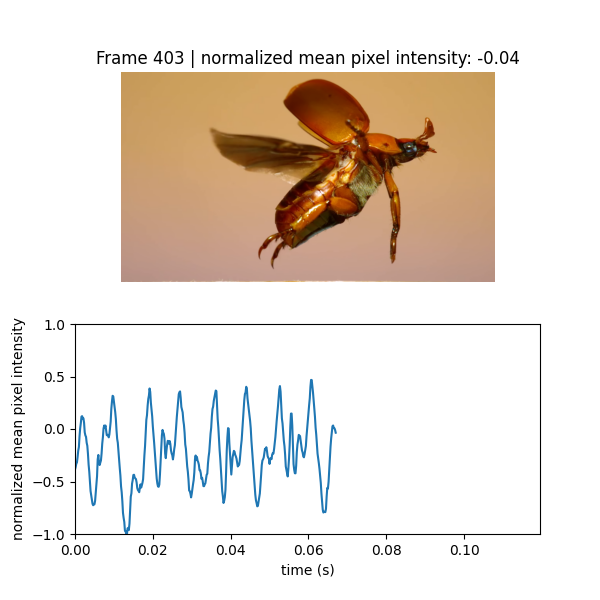 Frame 403 | normalized mean pixel intensity: -0.04
normalized mean pixel intensity
1.0
0.5
0.0
−0.5
−1.0
0.00 0.02 0.04 0.06 0.08 0.10
time (s)